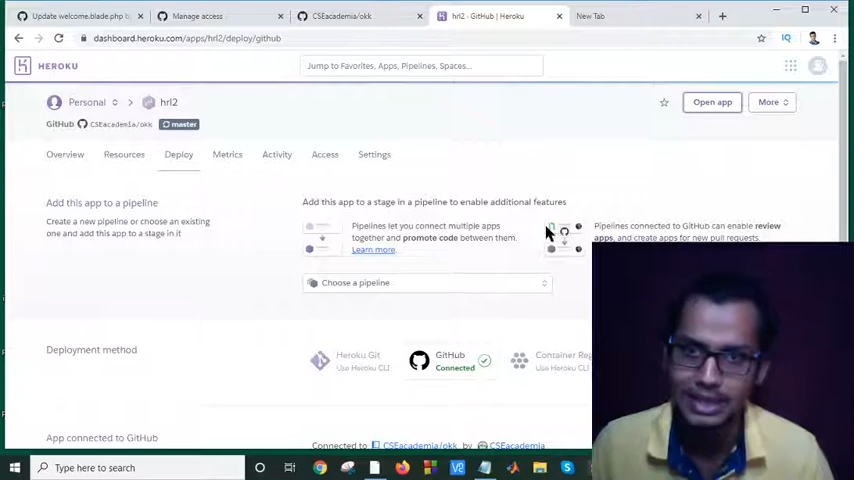 Update welcome.blade.php b
Manage access
CSEacademia/okk
hrl2 - GitHub | Heroku
New Tab
dashboard.heroku.com/apps/hrl2/deploy/github
HEROKU
Jump to Favorites, Apps, Pipelines, Spaces...
Personal
hrl2
Open app
More
GitHub
CSEacademia/okk
master
Overview
Resources
Deploy
Metrics
Activity
Access
Settings
Add this app to a pipeline
Create a new pipeline or choose an existing
one and add this app to a stage in it
Add this app to a stage in a pipeline to enable additional features
Pipelines let you connect multiple apps
together and promote code between them.
Learn more.
Pipelines connected to GitHub can enable review
apps, and create apps for new pull requests.
Choose a pipeline
Deployment method
Heroku Git
Use Heroku CLI
GitHub
Connected
Container Reg
Use Heroku CLI
App connected to GitHub
Connected to CSEacademia/okk by CSEacademia
Type here to search